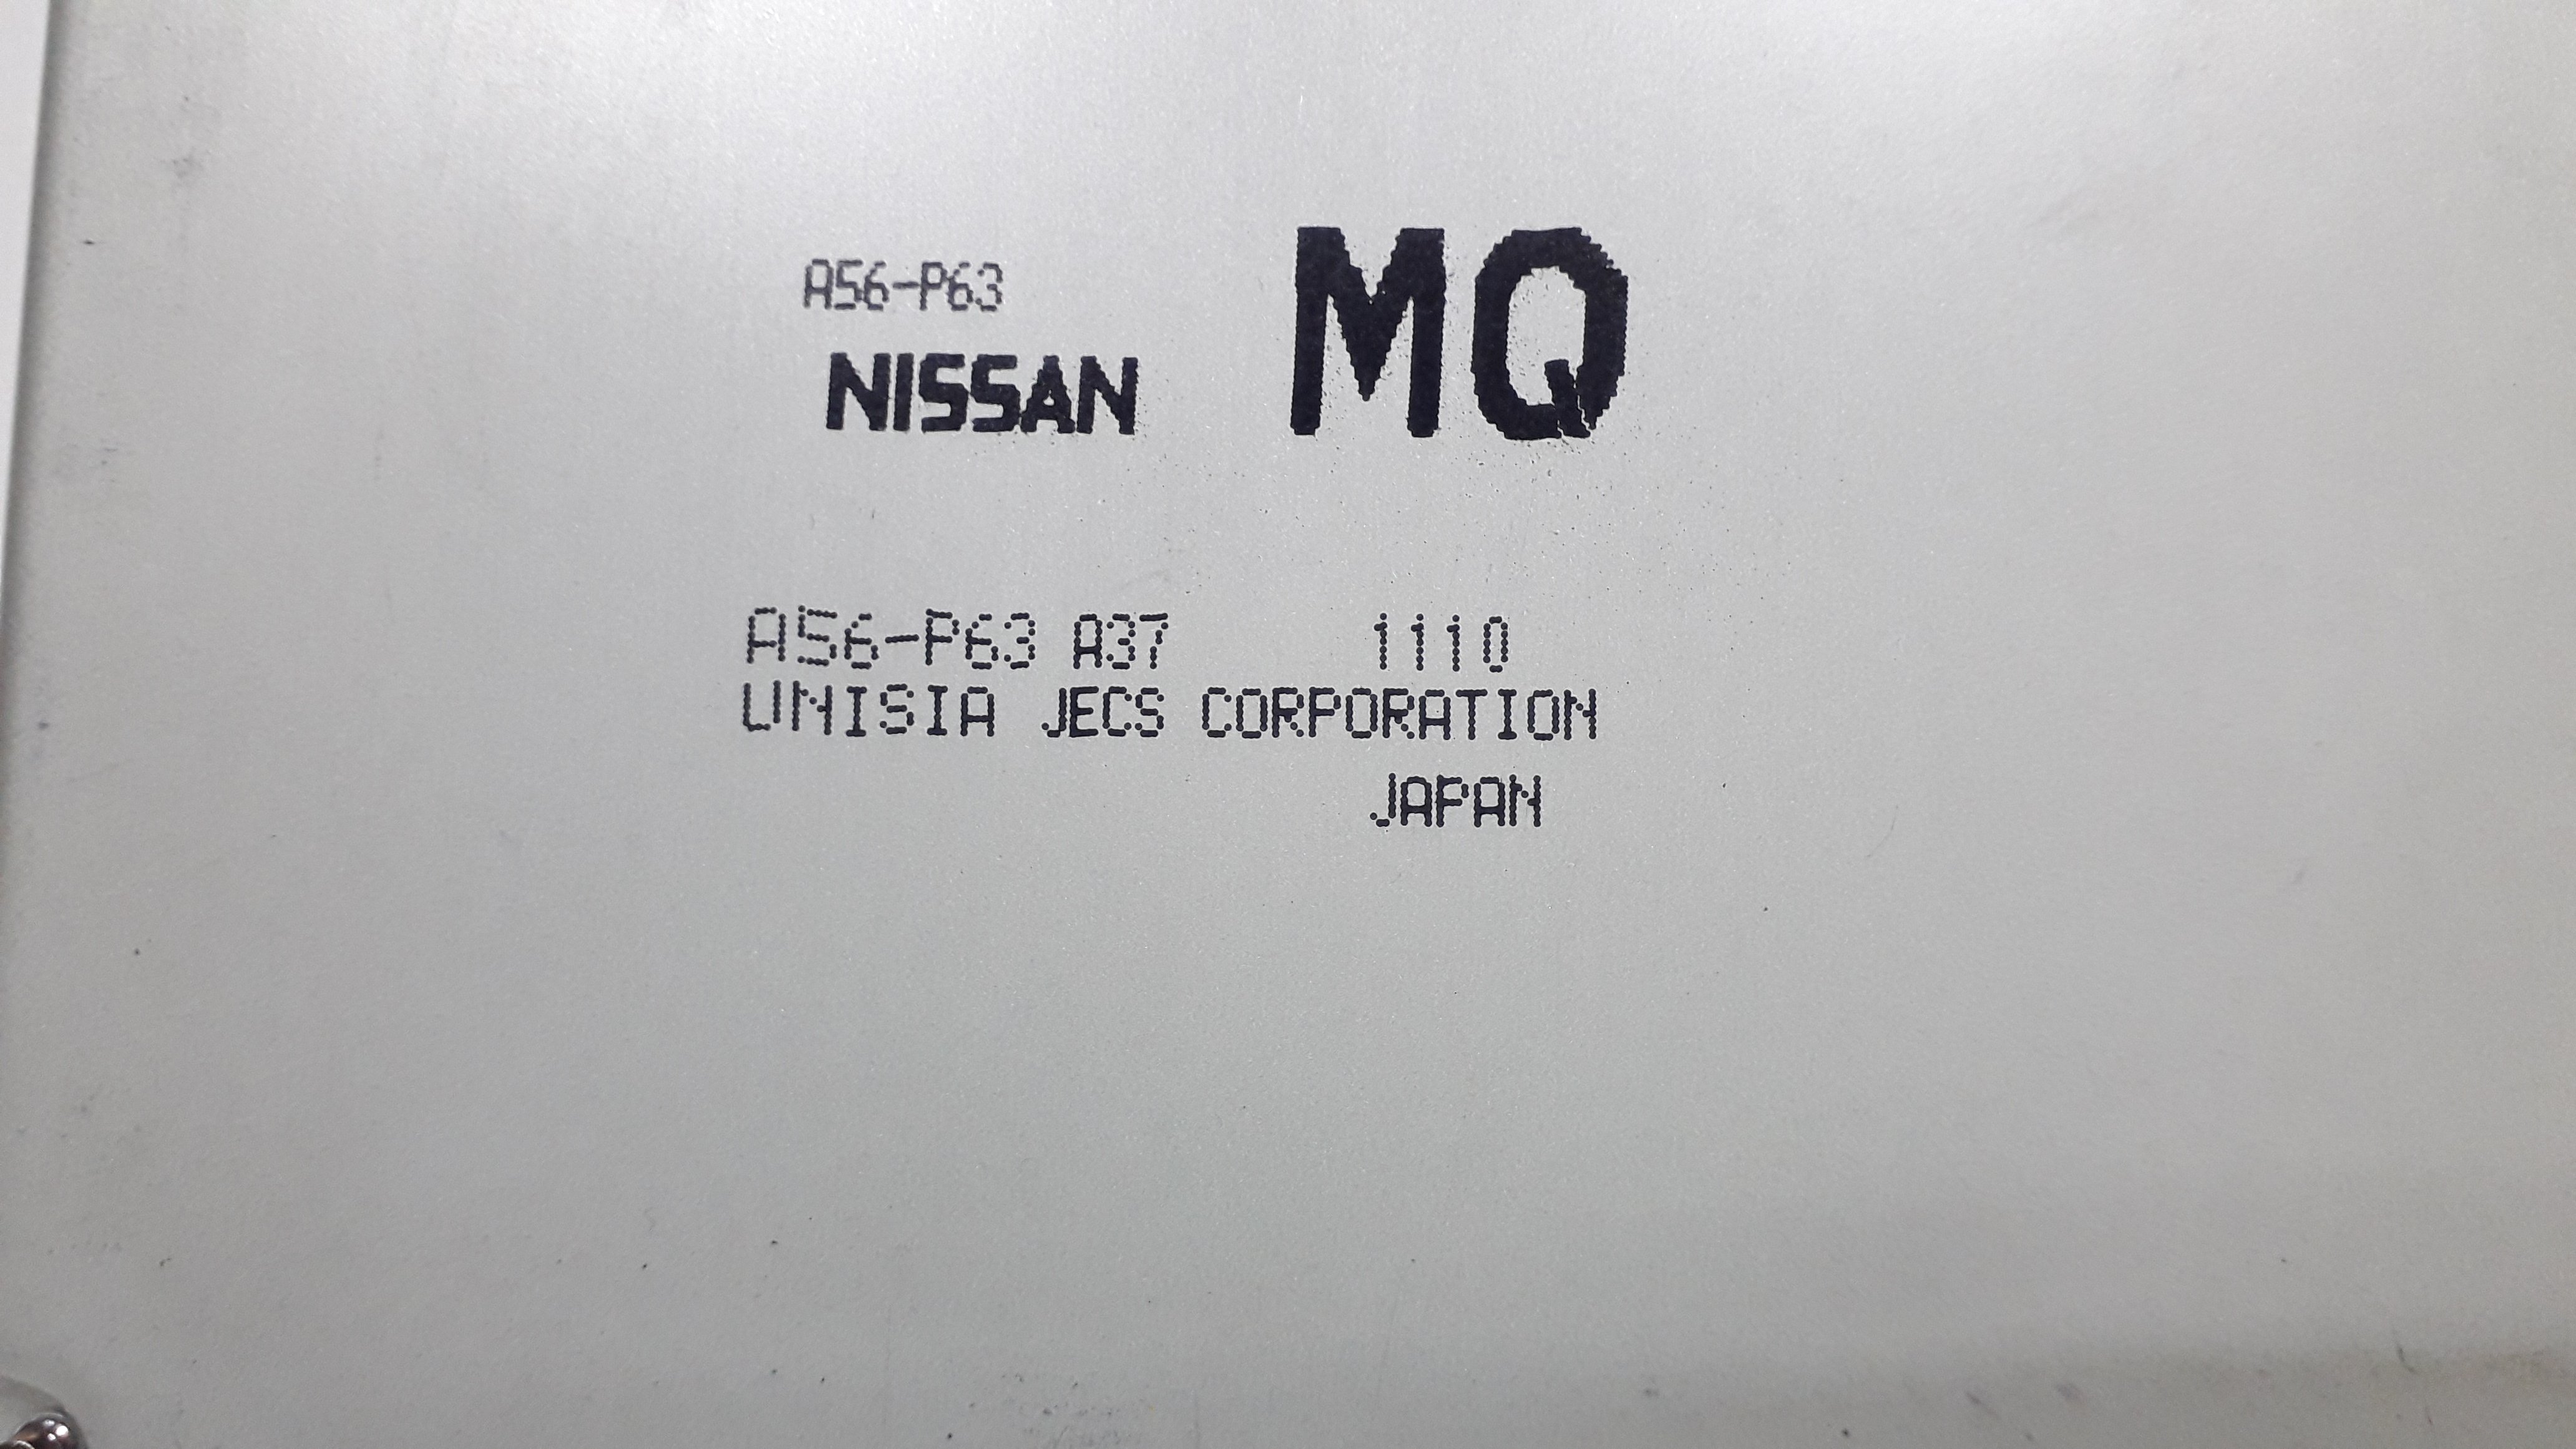 A56-P63
NISSAN MQ
A56-P63 A37 1110
UNISIA JECS CORPORATION
JAPAN